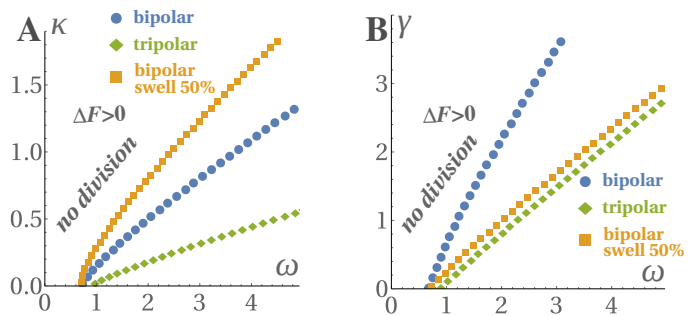 A
κ
bipolar
tripolar
bipolar
swell 50%
ΔF>0
no division
1.5
1.0
0.5
0.0
0
1
2
3
4
ω
B
γ
ΔF>0
no division
bipolar
tripolar
bipolar
swell 50%
3
2
1
0
0
1
2
3
4
ω